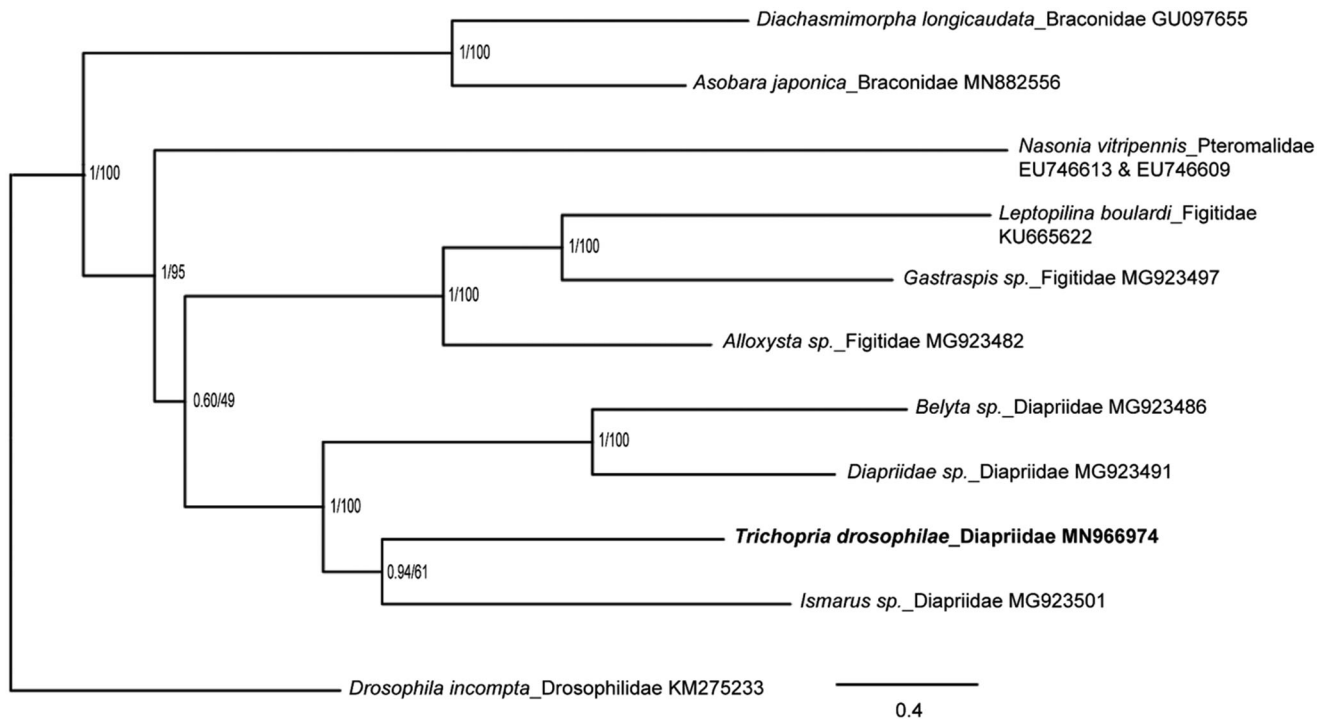 Diachasmimorpha longicaudata_Braconidae GU097655
1/100
Asobara japonica_Braconidae MN882556
Nasonia vitripennis_Pteromalidae
EU746613 & EU746609
1/100
Leptopilina boulardi_Figitidae
KU665622
1/100
1/95
Gastraspis sp._Figitidae MG923497
1/100
Alloxysta sp._Figitidae MG923482
0.60/49
Belyta sp._Diapriidae MG923486
1/100
Diapriidae sp._Diapriidae MG923491
1/100
Trichopria drosophilae_Diapriidae MN966974
0.94/61
Ismarus sp._Diapriidae MG923501
Drosophila incompta_Drosophilidae KM275233
0.4